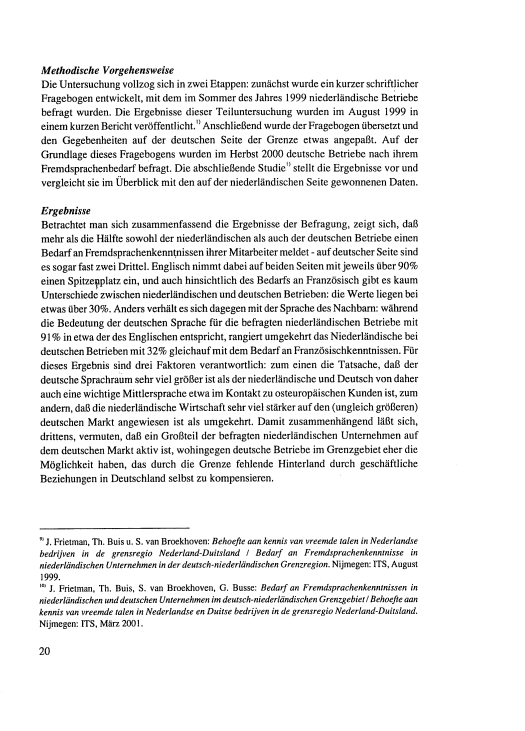 Methodische Vorgehensweise
Die Untersuchung vollzog sich in zwei Etappen: zunächst wurde ein kurzer schriftlicher
Fragebogen entwickelt, mit dem im Sommer des Jahres 1999 niederländische Betriebe
befragt wurden. Die Ergebnisse dieser Teiluntersuchung wurden im August 1999 in
einem kurzen Bericht veröffentlicht.⁹⁾ Anschließend wurde der Fragebogen übersetzt und
den Gegebenheiten auf der deutschen Seite der Grenze etwas angepaßt. Auf der
Grundlage dieses Fragebogens wurden im Herbst 2000 deutsche Betriebe nach ihrem
Fremdsprachenbedarf befragt. Die abschließende Studie¹⁰⁾ stellt die Ergebnisse vor und
vergleicht sie im Überblick mit den auf der niederländischen Seite gewonnenen Daten.
Ergebnisse
Betrachtet man sich zusammenfassend die Ergebnisse der Befragung, zeigt sich, daß
mehr als die Hälfte sowohl der niederländischen als auch der deutschen Betriebe einen
Bedarf an Fremdsprachenkenntnissen ihrer Mitarbeiter meldet - auf deutscher Seite sind
es sogar fast zwei Drittel. Englisch nimmt dabei auf beiden Seiten mit jeweils über 90%
einen Spitzenplatz ein, und auch hinsichtlich des Bedarfs an Französisch gibt es kaum
Unterschiede zwischen niederländischen und deutschen Betrieben: die Werte liegen bei
etwas über 30%. Anders verhält es sich dagegen mit der Sprache des Nachbarn: während
die Bedeutung der deutschen Sprache für die befragten niederländischen Betriebe mit
91% in etwa der des Englischen entspricht, rangiert umgekehrt das Niederländische bei
deutschen Betrieben mit 32% gleichauf mit dem Bedarf an Französischkenntnissen. Für
dieses Ergebnis sind drei Faktoren verantwortlich: zum einen die Tatsache, daß der
deutsche Sprachraum sehr viel größer ist als der niederländische und Deutsch von daher
auch eine wichtige Mittlersprache etwa im Kontakt zu osteuropäischen Kunden ist, zum
andern, daß die niederländische Wirtschaft sehr viel stärker auf den (ungleich größeren)
deutschen Markt angewiesen ist als umgekehrt. Damit zusammenhängend läßt sich,
drittens, vermuten, daß ein Großteil der befragten niederländischen Unternehmen auf
dem deutschen Markt aktiv ist, wohingegen deutsche Betriebe im Grenzgebiet eher die
Möglichkeit haben, das durch die Grenze fehlende Hinterland durch geschäftliche
Beziehungen in Deutschland selbst zu kompensieren.
⁹⁾ J. Frietman, Th. Buis u. S. van Broekhoven: Behoefte aan kennis van vreemde talen in Nederlandse
bedrijven in de grensregio Nederland-Duitsland / Bedarf an Fremdsprachenkenntnisse in
niederländischen Unternehmen in der deutsch-niederländischen Grenzregion. Nijmegen: ITS, August
1999.
¹⁰⁾ J. Frietman, Th. Buis, S. van Broekhoven, G. Busse: Bedarf an Fremdsprachenkenntnissen in
niederländischen und deutschen Unternehmen im deutsch-niederländischen Grenzgebiet / Behoefte aan
kennis van vreemde talen in Nederlandse en Duitse bedrijven in de grensregio Nederland-Duitsland.
Nijmegen: ITS, März 2001.
20